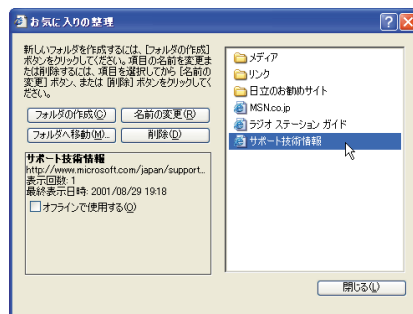 お気に入りの整理
新しいフォルダを作成するには、[フォルダの作成]
ボタンをクリックしてください。項目の名前を変更ま
たは削除するには、項目を選択してから [名前の
変更] ボタン、または [削除] ボタンをクリックしてく
ださい。
フォルダの作成(C) 名前の変更(R)
フォルダへ移動(M)... 削除(D)
サポート技術情報
http://www.microsoft.com/japan/support...
表示回数: 1
最終表示日時: 2001/08/29 19:18
オフラインで使用する(O)
メディア
リンク
日立のお勧めサイト
MSN.co.jp
ラジオ ステーション ガイド
サポート技術情報
閉じる(L)